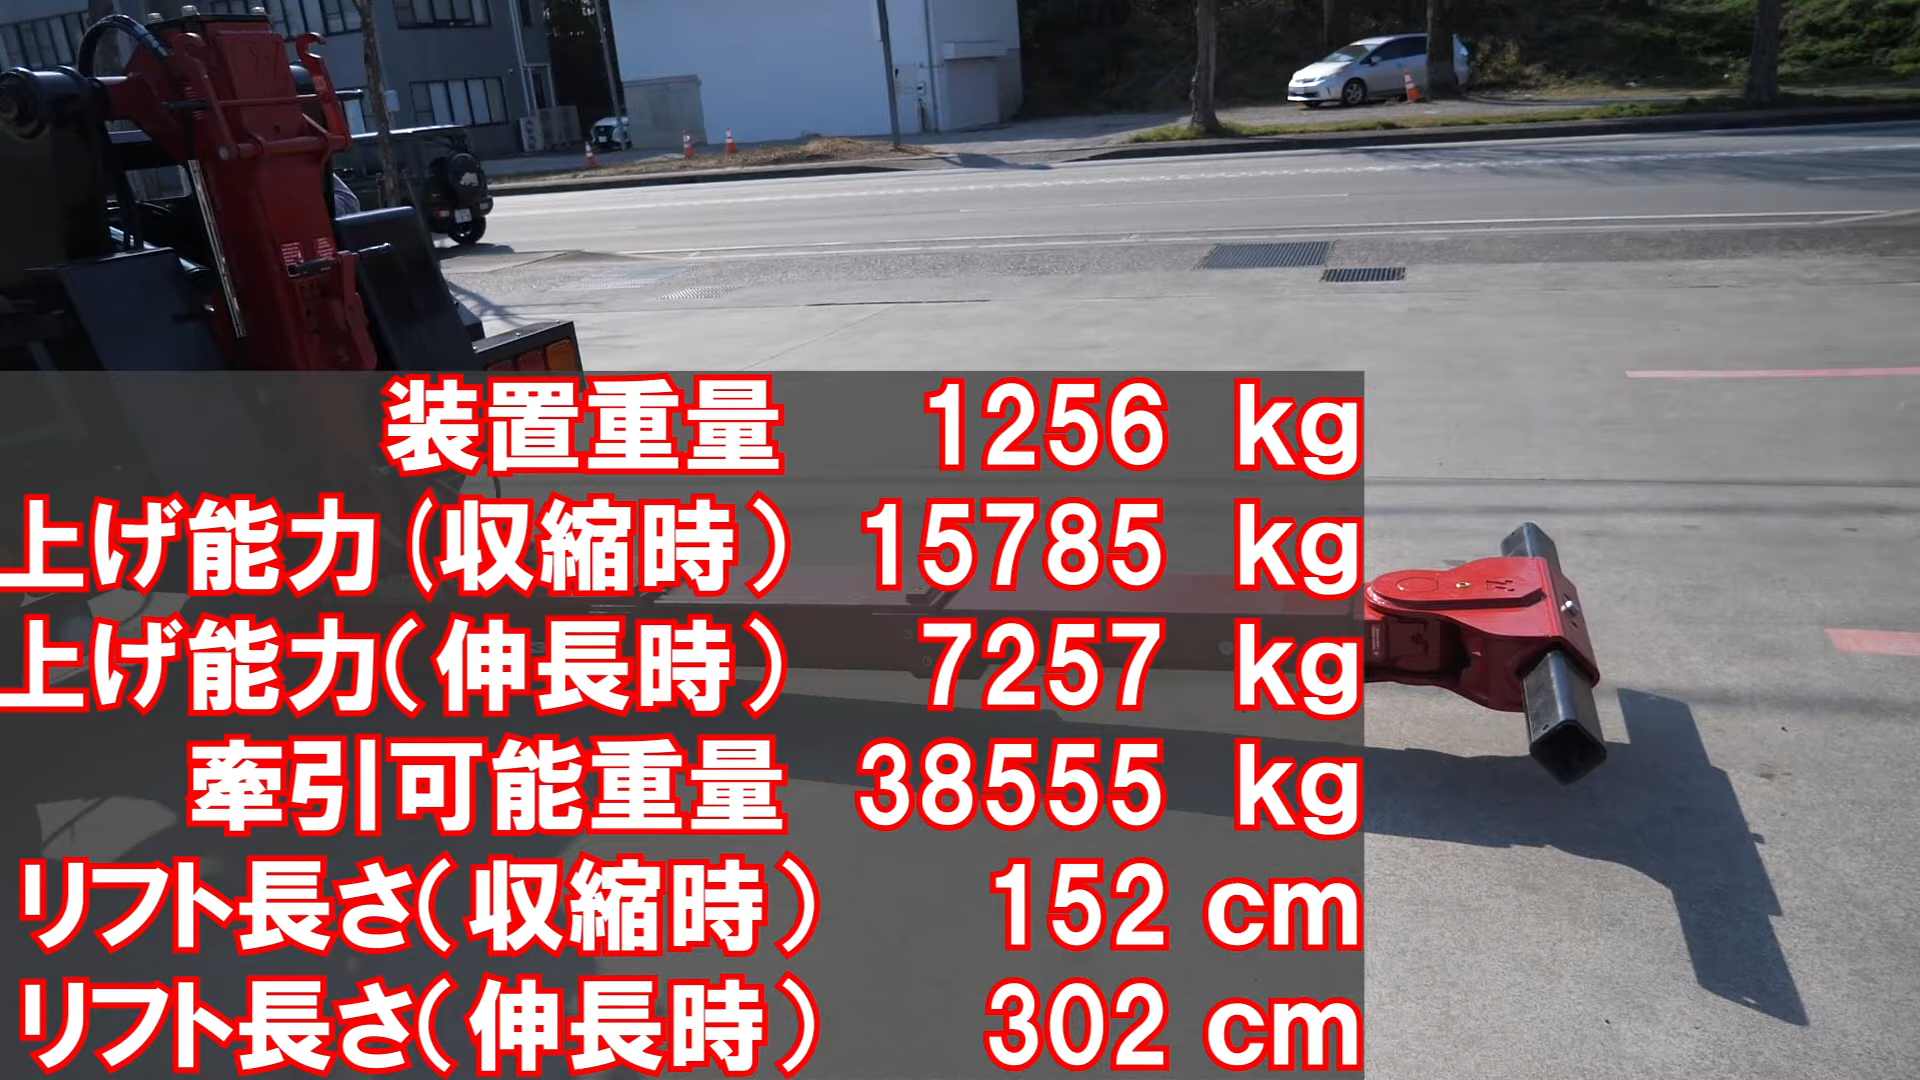 装置重量 1256 kg
上げ能力(収縮時) 15785 kg
上げ能力(伸長時) 7257 kg
牽引可能重量 38555 kg
リフト長さ(収縮時) 152 cm
リフト長さ(伸長時) 302 cm